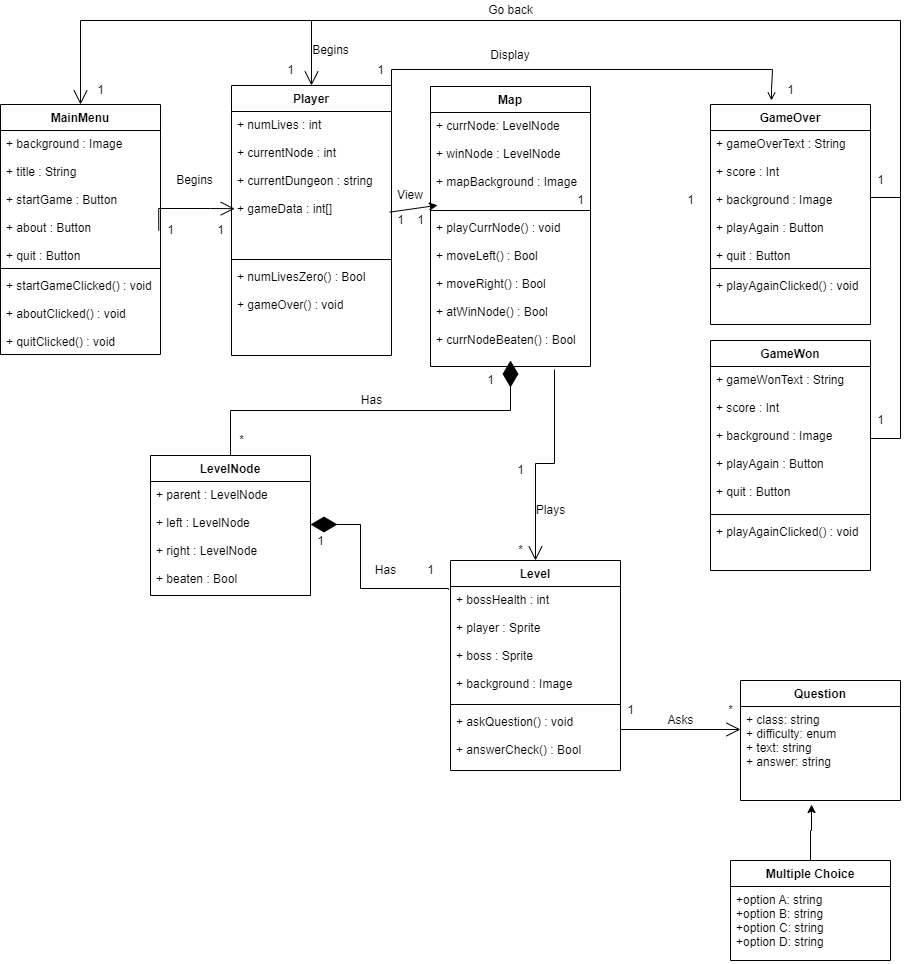 Go back
Begins
1
1
Display
1
1
MainMenu
+ background : Image
+ title : String
+ startGame : Button
+ about : Button
+ quit : Button
+ startGameClicked() : void
+ aboutClicked() : void
+ quitClicked() : void
Begins
1
1
Player
+ numLives : int
+ currentNode : int
+ currentDungeon : string
+ gameData : int[]
+ numLivesZero() : Bool
+ gameOver() : void
View
1
1
Map
+ currNode: LevelNode
+ winNode : LevelNode
+ mapBackground : Image
1
+ playCurrNode() : void
+ moveLeft() : Bool
+ moveRight() : Bool
+ atWinNode() : Bool
+ currNodeBeaten() : Bool
1
GameOver
+ gameOverText : String
+ score : Int
+ background : Image
+ playAgain : Button
+ quit : Button
+ playAgainClicked() : void
1
GameWon
+ gameWonText : String
+ score : Int
+ background : Image
+ playAgain : Button
+ quit : Button
+ playAgainClicked() : void
1
1
Has
*
LevelNode
+ parent : LevelNode
+ left : LevelNode
+ right : LevelNode
+ beaten : Bool
1
Has
1
1
Plays
*
Level
+ bossHealth : int
+ player : Sprite
+ boss : Sprite
+ background : Image
+ askQuestion() : void
+ answerCheck() : Bool
1
Asks
*
Question
+ class: string
+ difficulty: enum
+ text: string
+ answer: string
Multiple Choice
+option A: string
+option B: string
+option C: string
+option D: string